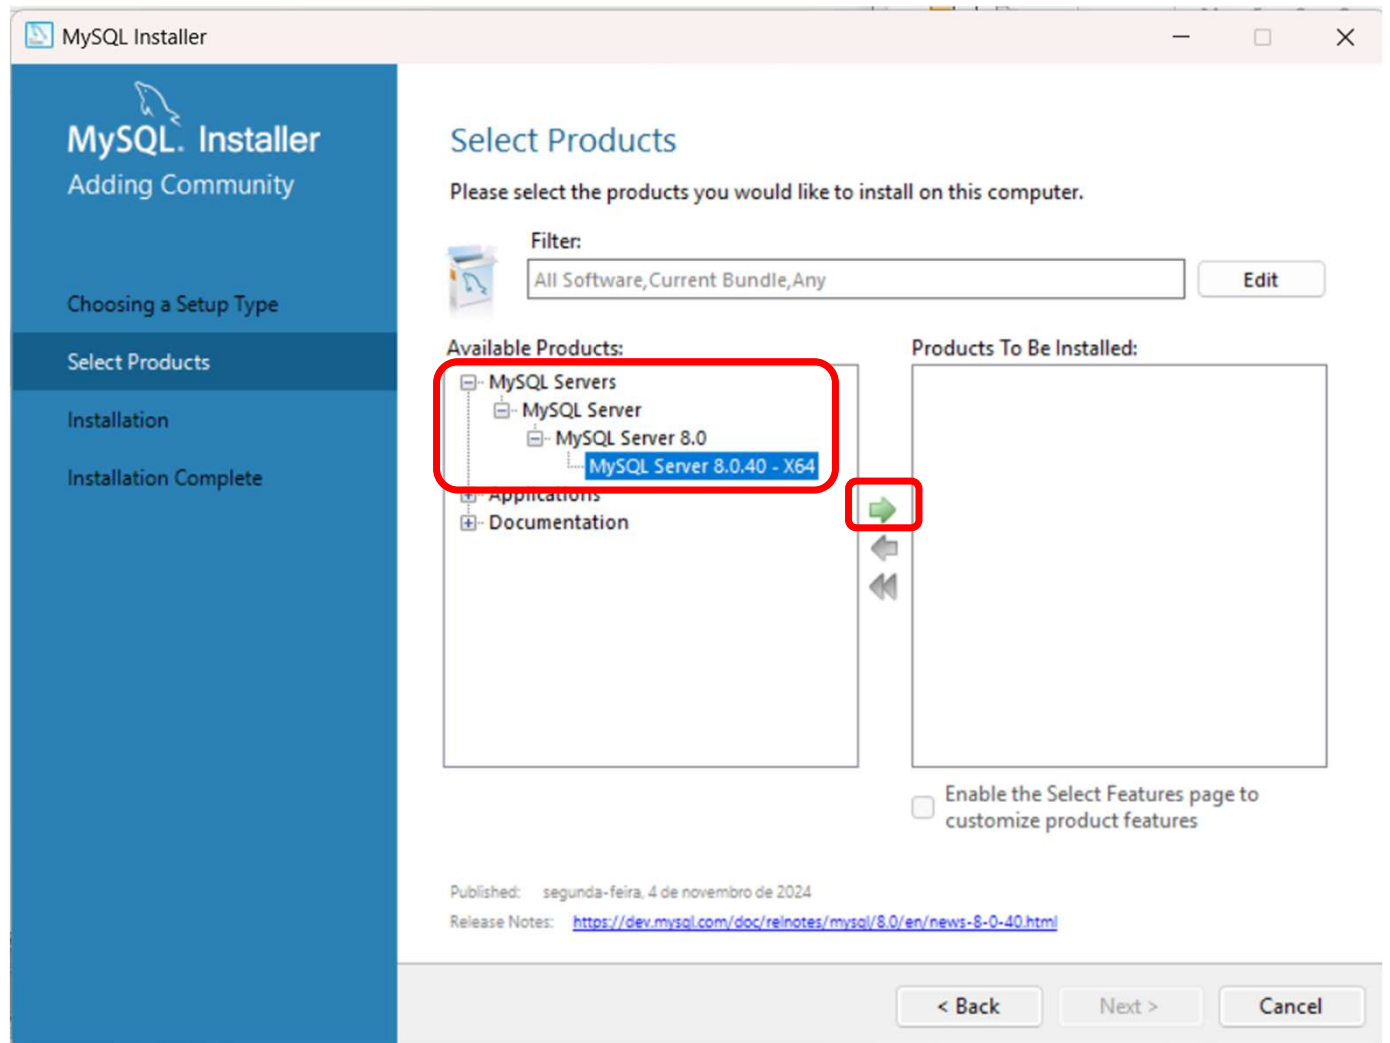 MySQL Installer
MySQL. Installer
Adding Community
Choosing a Setup Type
Select Products
Installation
Installation Complete
Select Products
Please select the products you would like to install on this computer.
Filter:
All Software,Current Bundle,Any
Edit
Available Products:
MySQL Servers
MySQL Server
MySQL Server 8.0
MySQL Server 8.0.40 - X64
Applications
Documentation
Products To Be Installed:
Enable the Select Features page to
customize product features
Published: segunda-feira, 4 de novembro de 2024
Release Notes: https://dev.mysql.com/doc/relnotes/mysql/8.0/en/news-8-0-40.html
< Back
Next >
Cancel